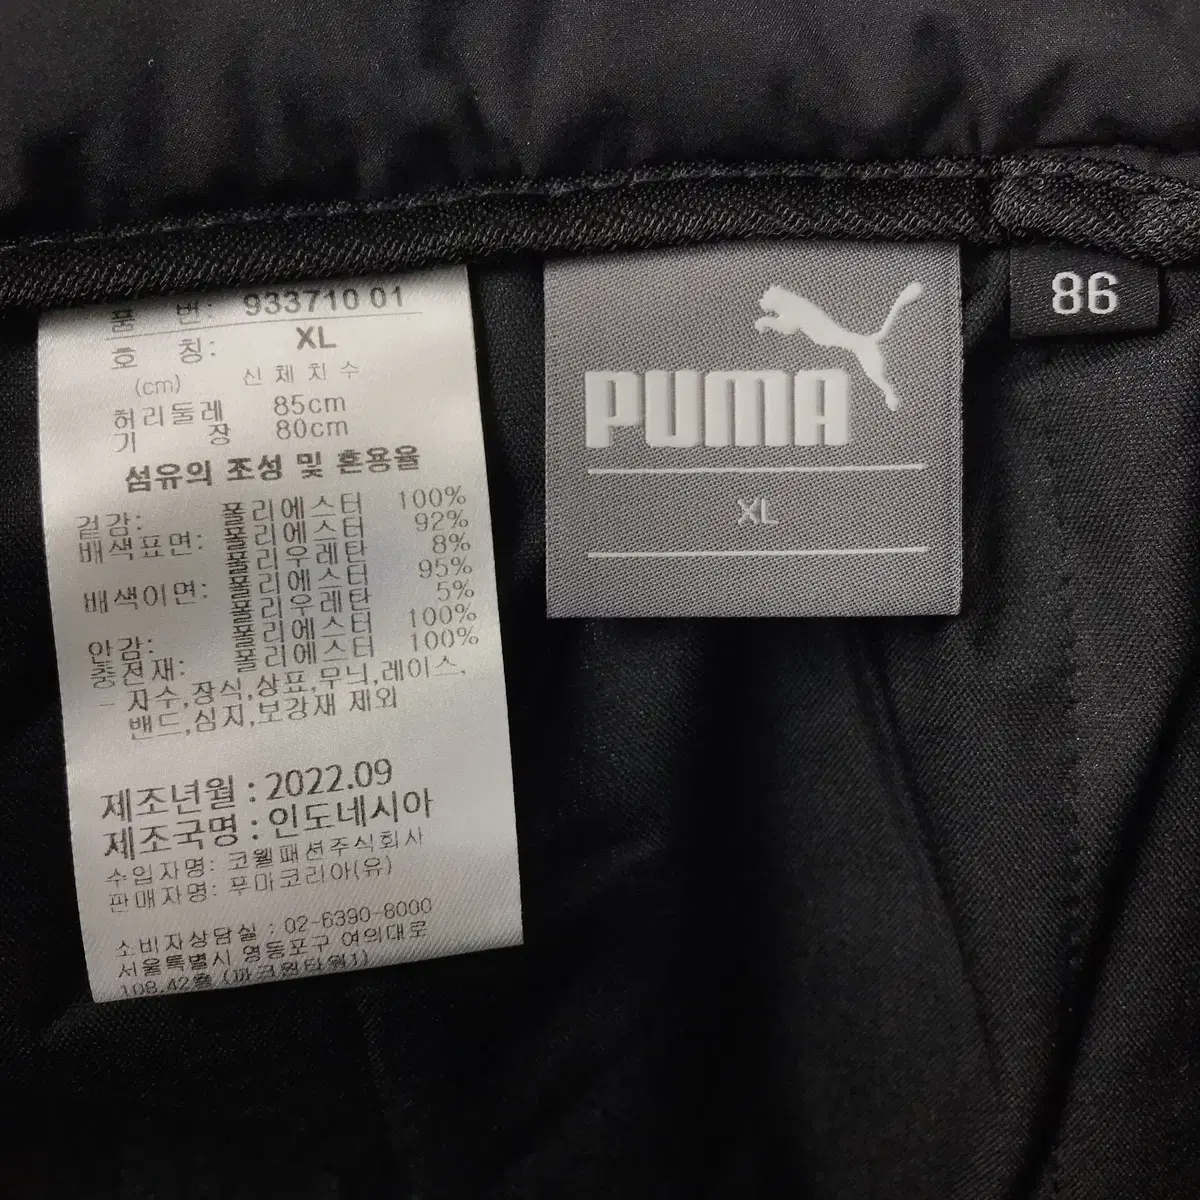 품 번: 933710 01
호 칭: XL
(cm) 신체치수
허리둘레 85cm
기 장 80cm
섬유의 조성 및 혼용율
겉감: 폴리에스터 100%
배색표면: 폴리에스터 92%
폴리우레탄 8%
배색이면: 폴리에스터 95%
폴리우레탄 5%
안감: 폴리에스터 100%
충전재: 폴리에스터 100%
- 자수,장식,상표,무늬,레이스,
밴드,심지,보강재 제외
제조년월 : 2022.09
제조국명 : 인도네시아
수입자명: 코웰패션주식회사
판매자명: 푸마코리아(유)
소비자상담실 : 02-6390-8000
서울특별시 영등포구 여의대로
108,42층 (파크원타워1)
PUMA
XL
86